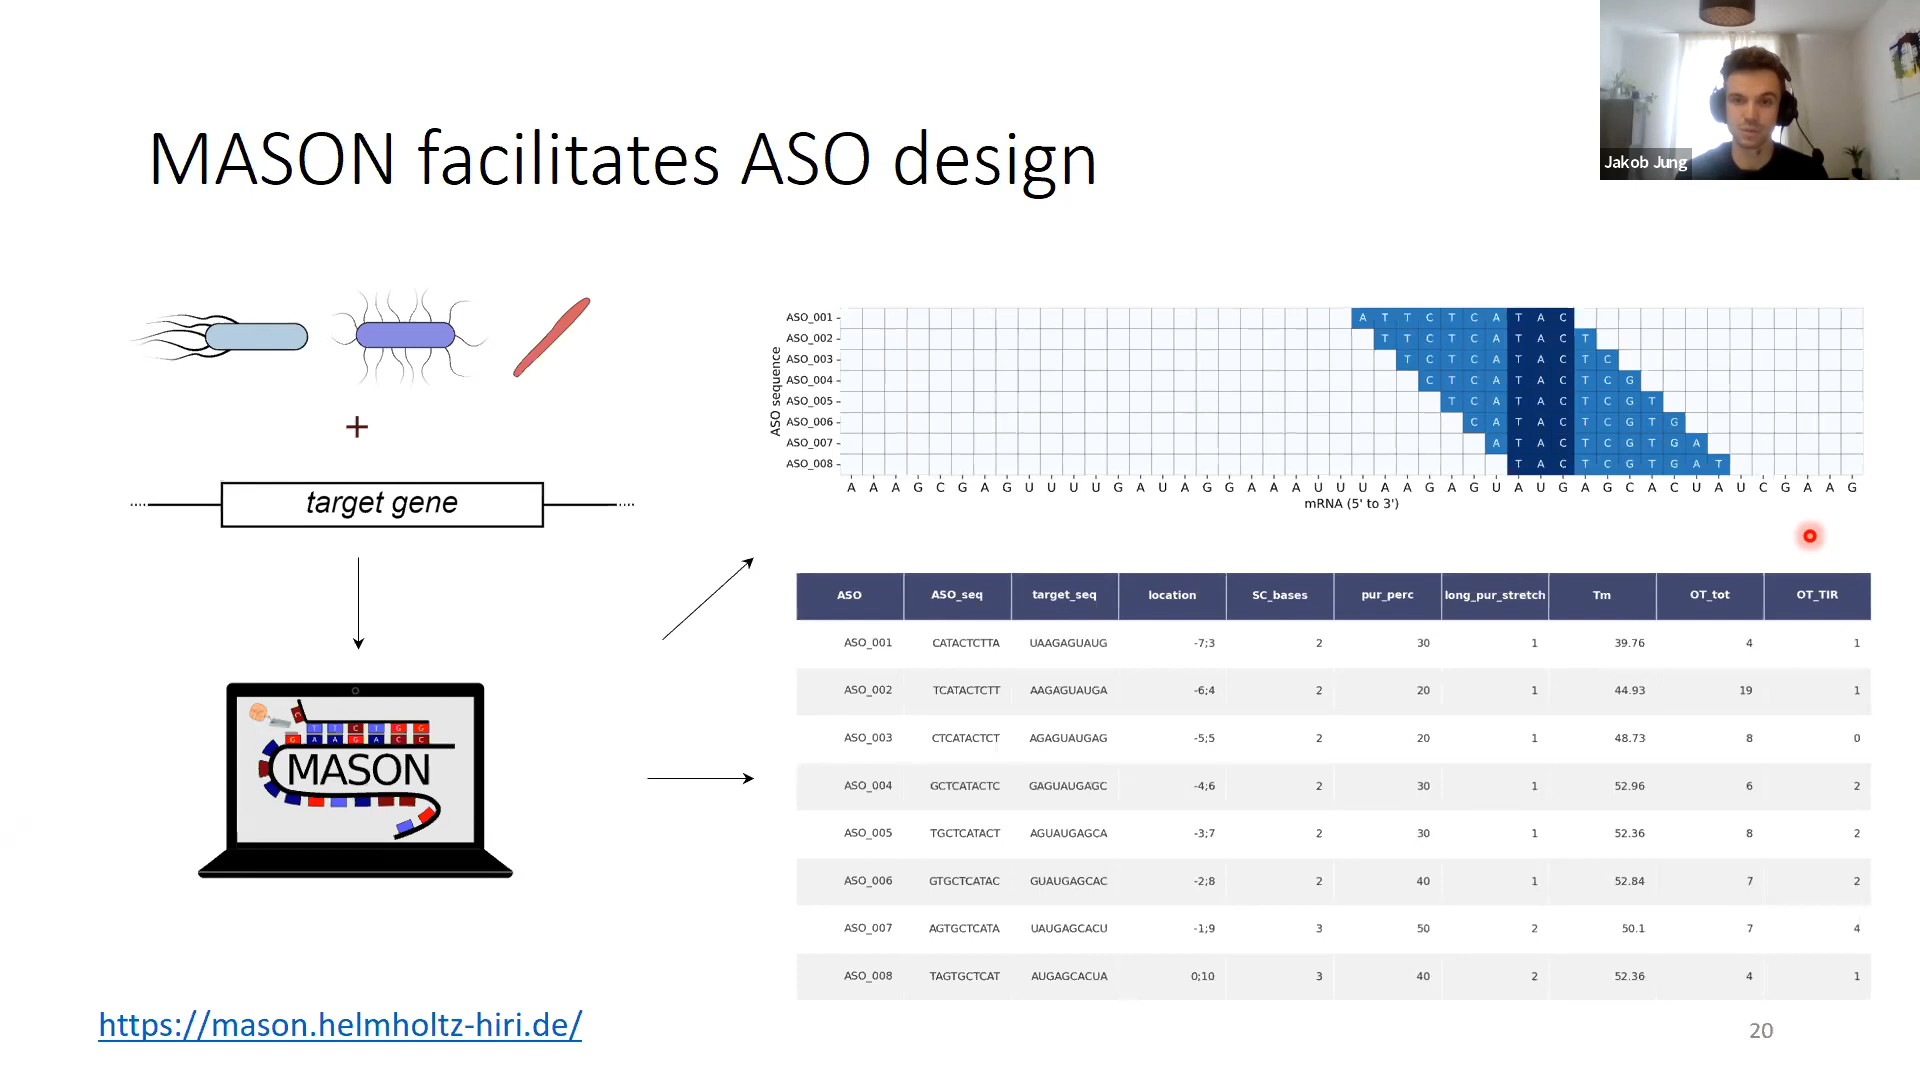 Jakob Jung
MASON facilitates ASO design
+
target gene
MASON
https://mason.helmholtz-hiri.de/
ASO sequence
ASO_001 A T T C T C A T A C
ASO_002 T T C T C A T A C T
ASO_003 T C T C A T A C T C
ASO_004 C T C A T A C T C G
ASO_005 T C A T A C T C G T
ASO_006 C A T A C T C G T G
ASO_007 A T A C T C G T G A
ASO_008 T A C T C G T G A T
A A A G C G A G U U U U G A U A G G A A A U U U A A G A G U A U G A G C A C U A U C G A A G
mRNA (5' to 3')
ASO ASO_seq target_seq location SC_bases pur_perc long_pur_stretch Tm OT_tot OT_TIR
ASO_001 CATACTCTTA UAAGAGUAUG -7;3 2 30 1 39.76 4 1
ASO_002 TCATACTCTT AAGAGUAUGA -6;4 2 20 1 44.93 19 1
ASO_003 CTCATACTCT AGAGUAUGAG -5;5 2 20 1 48.73 8 0
ASO_004 GCTCATACTC GAGUAUGAGC -4;6 2 30 1 52.96 6 2
ASO_005 TGCTCATACT AGUAUGAGCA -3;7 2 30 1 52.36 8 2
ASO_006 GTGCTCATAC GUAUGAGCAC -2;8 2 40 1 52.84 7 2
ASO_007 AGTGCTCATA UAUGAGCACU -1;9 3 50 2 50.1 7 4
ASO_008 TAGTGCTCAT AUGAGCACUA 0;10 3 40 2 52.36 4 1
20